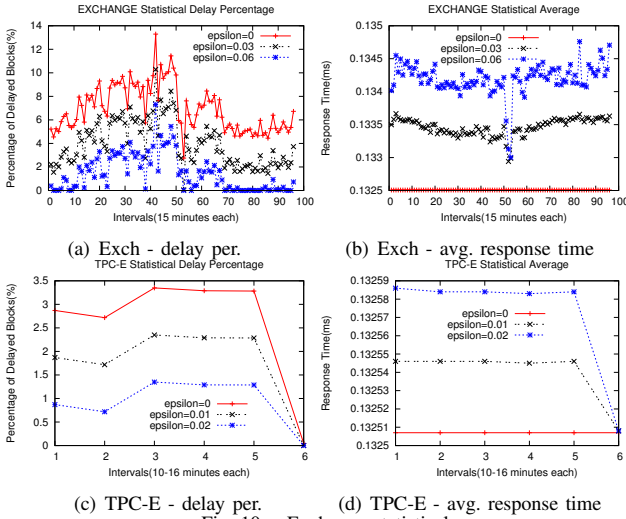 EXCHANGE Statistical Delay Percentage
epsilon=0
epsilon=0.03
epsilon=0.06
Percentage of Delayed Blocks(%)
14
12
10
8
6
4
2
0
0 10 20 30 40 50 60 70 80 90 100
Intervals(15 minutes each)
(a) Exch - delay per.
EXCHANGE Statistical Average
epsilon=0
epsilon=0.03
epsilon=0.06
Response Time(ms)
0.135
0.1345
0.134
0.1335
0.133
0.1325
0 10 20 30 40 50 60 70 80 90 100
Intervals(15 minutes each)
(b) Exch - avg. response time
TPC-E Statistical Delay Percentage
epsilon=0
epsilon=0.01
epsilon=0.02
Percentage of Delayed Blocks(%)
3.5
3
2.5
2
1.5
1
0.5
0
1 2 3 4 5 6
Intervals(10-16 minutes each)
(c) TPC-E - delay per.
TPC-E Statistical Average
epsilon=0
epsilon=0.01
epsilon=0.02
Response Time(ms)
0.13259
0.13257
0.13255
0.13253
0.13251
0.1325
1 2 3 4 5 6
Intervals(10-16 minutes each)
(d) TPC-E - avg. response time